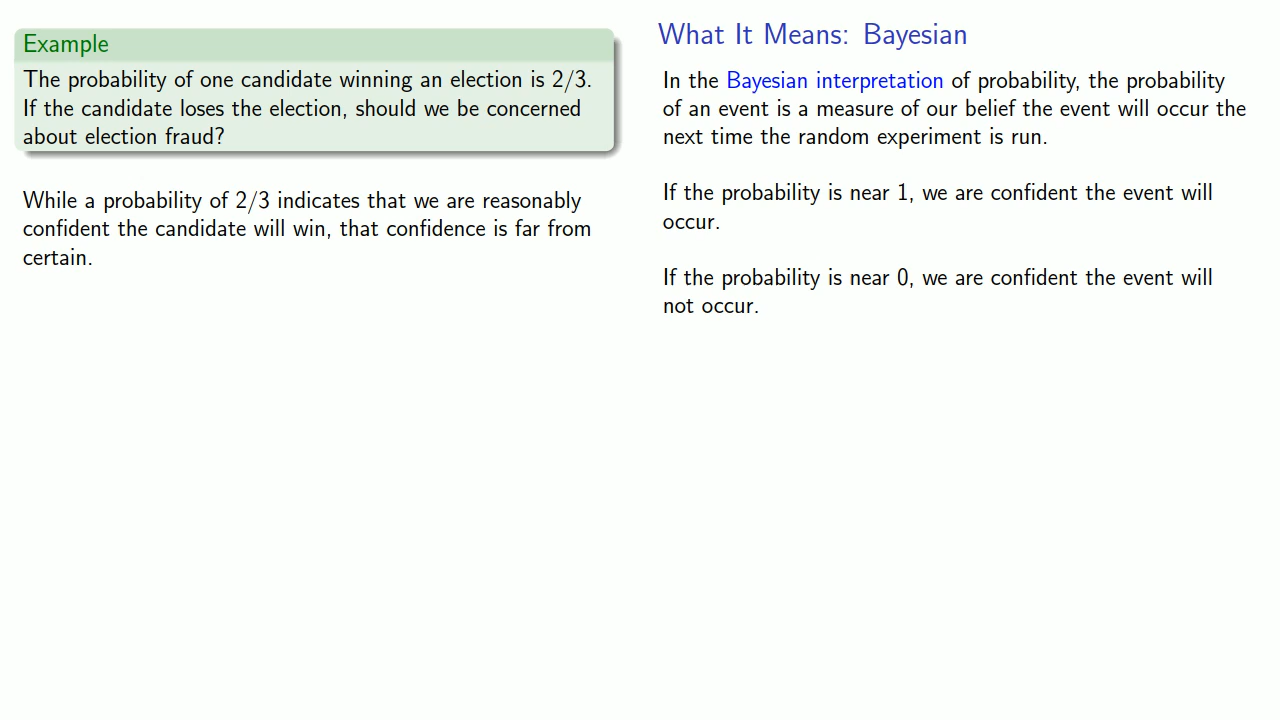 Example
The probability of one candidate winning an election is 2/3.
If the candidate loses the election, should we be concerned
about election fraud?
While a probability of 2/3 indicates that we are reasonably
confident the candidate will win, that confidence is far from
certain.
What It Means: Bayesian
In the Bayesian interpretation of probability, the probability
of an event is a measure of our belief the event will occur the
next time the random experiment is run.
If the probability is near 1, we are confident the event will
occur.
If the probability is near 0, we are confident the event will
not occur.